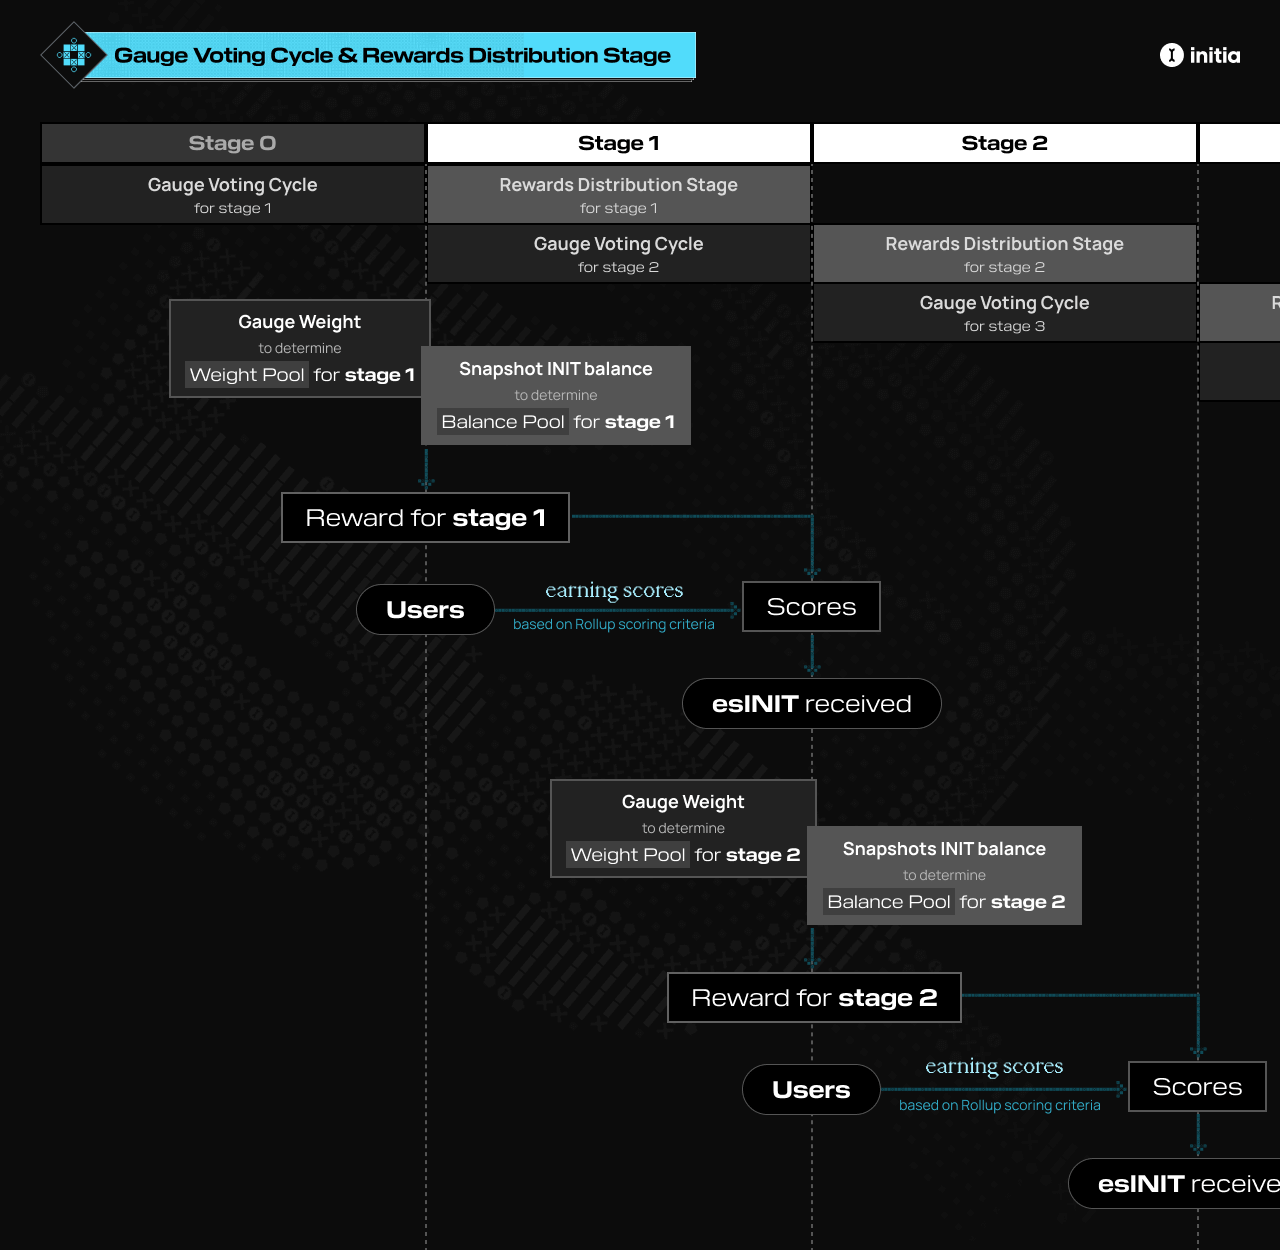 Gauge Voting Cycle & Rewards Distribution Stage
initia
Stage 0
Stage 1
Stage 2
Gauge Voting Cycle
for stage 1
Rewards Distribution Stage
for stage 1
Gauge Voting Cycle
for stage 2
Rewards Distribution Stage
for stage 2
Gauge Voting Cycle
for stage 3
R
Gauge Weight
to determine
Weight Pool for stage 1
Snapshot INIT balance
to determine
Balance Pool for stage 1
Reward for stage 1
Users
earning scores
based on Rollup scoring criteria
Scores
esINIT received
Gauge Weight
to determine
Weight Pool for stage 2
Snapshots INIT balance
to determine
Balance Pool for stage 2
Reward for stage 2
Users
earning scores
based on Rollup scoring criteria
Scores
esINIT receive